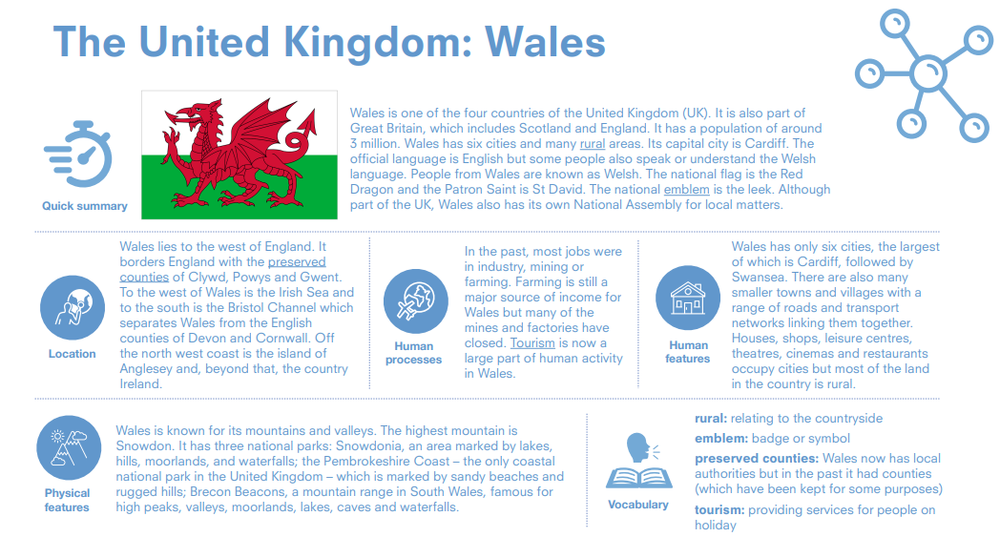 The United Kingdom: Wales
Quick summary
Wales is one of the four countries of the United Kingdom (UK). It is also part of
Great Britain, which includes Scotland and England. It has a population of around
3 million. Wales has six cities and many rural areas. Its capital city is Cardiff. The
official language is English but some people also speak or understand the Welsh
language. People from Wales are known as Welsh. The national flag is the Red
Dragon and the Patron Saint is St David. The national emblem is the leek. Although
part of the UK, Wales also has its own National Assembly for local matters.
Location
Wales lies to the west of England. It
borders England with the preserved
counties of Clywd, Powys and Gwent.
To the west of Wales is the Irish Sea and
to the south is the Bristol Channel which
separates Wales from the English
counties of Devon and Cornwall. Off
the north west coast is the island of
Anglesey and, beyond that, the country
Ireland.
Human
processes
In the past, most jobs were
in industry, mining or
farming. Farming is still a
major source of income for
Wales but many of the
mines and factories have
closed. Tourism is now a
large part of human activity
in Wales.
Human
features
Wales has only six cities, the largest
of which is Cardiff, followed by
Swansea. There are also many
smaller towns and villages with a
range of roads and transport
networks linking them together.
Houses, shops, leisure centres,
theatres, cinemas and restaurants
occupy cities but most of the land
in the country is rural.
Physical
features
Wales is known for its mountains and valleys. The highest mountain is
Snowdon. It has three national parks: Snowdonia, an area marked by lakes,
hills, moorlands, and waterfalls; the Pembrokeshire Coast – the only coastal
national park in the United Kingdom – which is marked by sandy beaches and
rugged hills; Brecon Beacons, a mountain range in South Wales, famous for
high peaks, valleys, moorlands, lakes, caves and waterfalls.
Vocabulary
rural: relating to the countryside
emblem: badge or symbol
preserved counties: Wales now has local
authorities but in the past it had counties
(which have been kept for some purposes)
tourism: providing services for people on
holiday